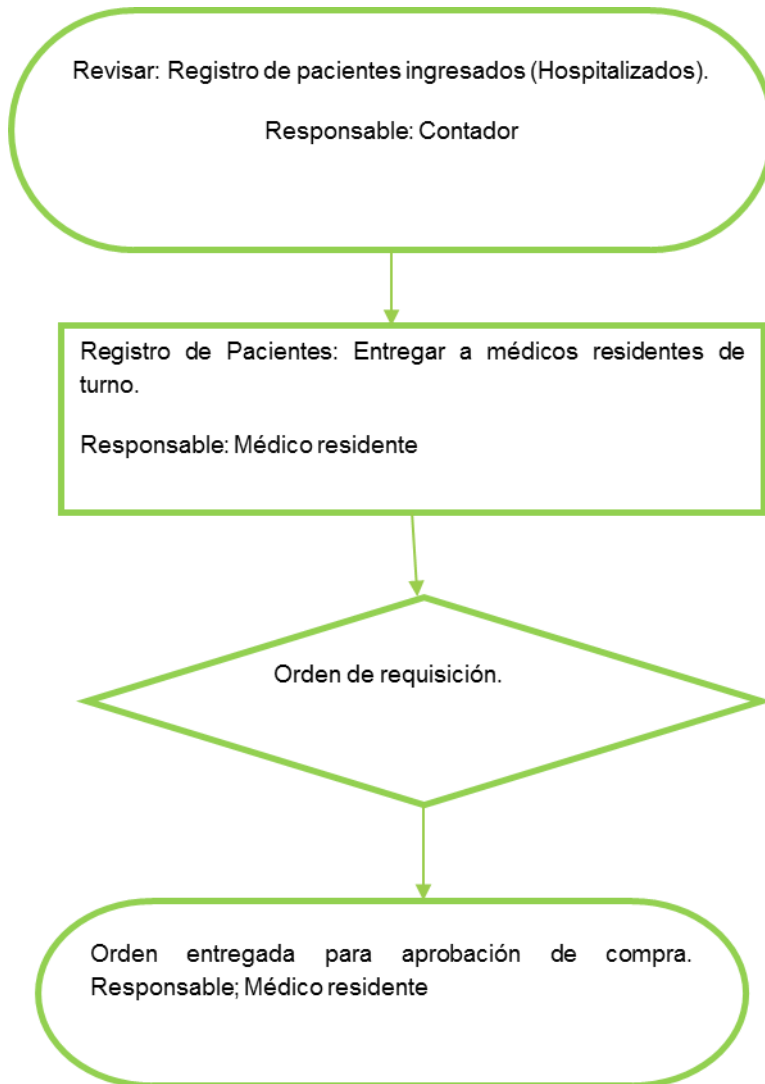 Revisar: Registro de pacientes ingresados (Hospitalizados).
Responsable: Contador
Registro de Pacientes: Entregar a médicos residentes de
turno.
Responsable: Médico residente
Orden de requisición.
Orden entregada para aprobación de compra.
Responsable; Médico residente